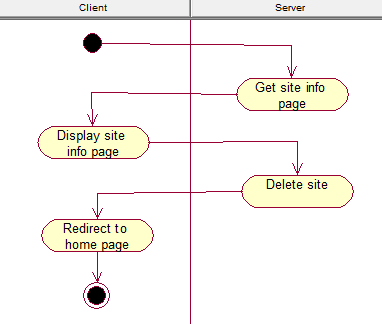 Client
Server
Get site info
page
Display site
info page
Delete site
Redirect to
home page